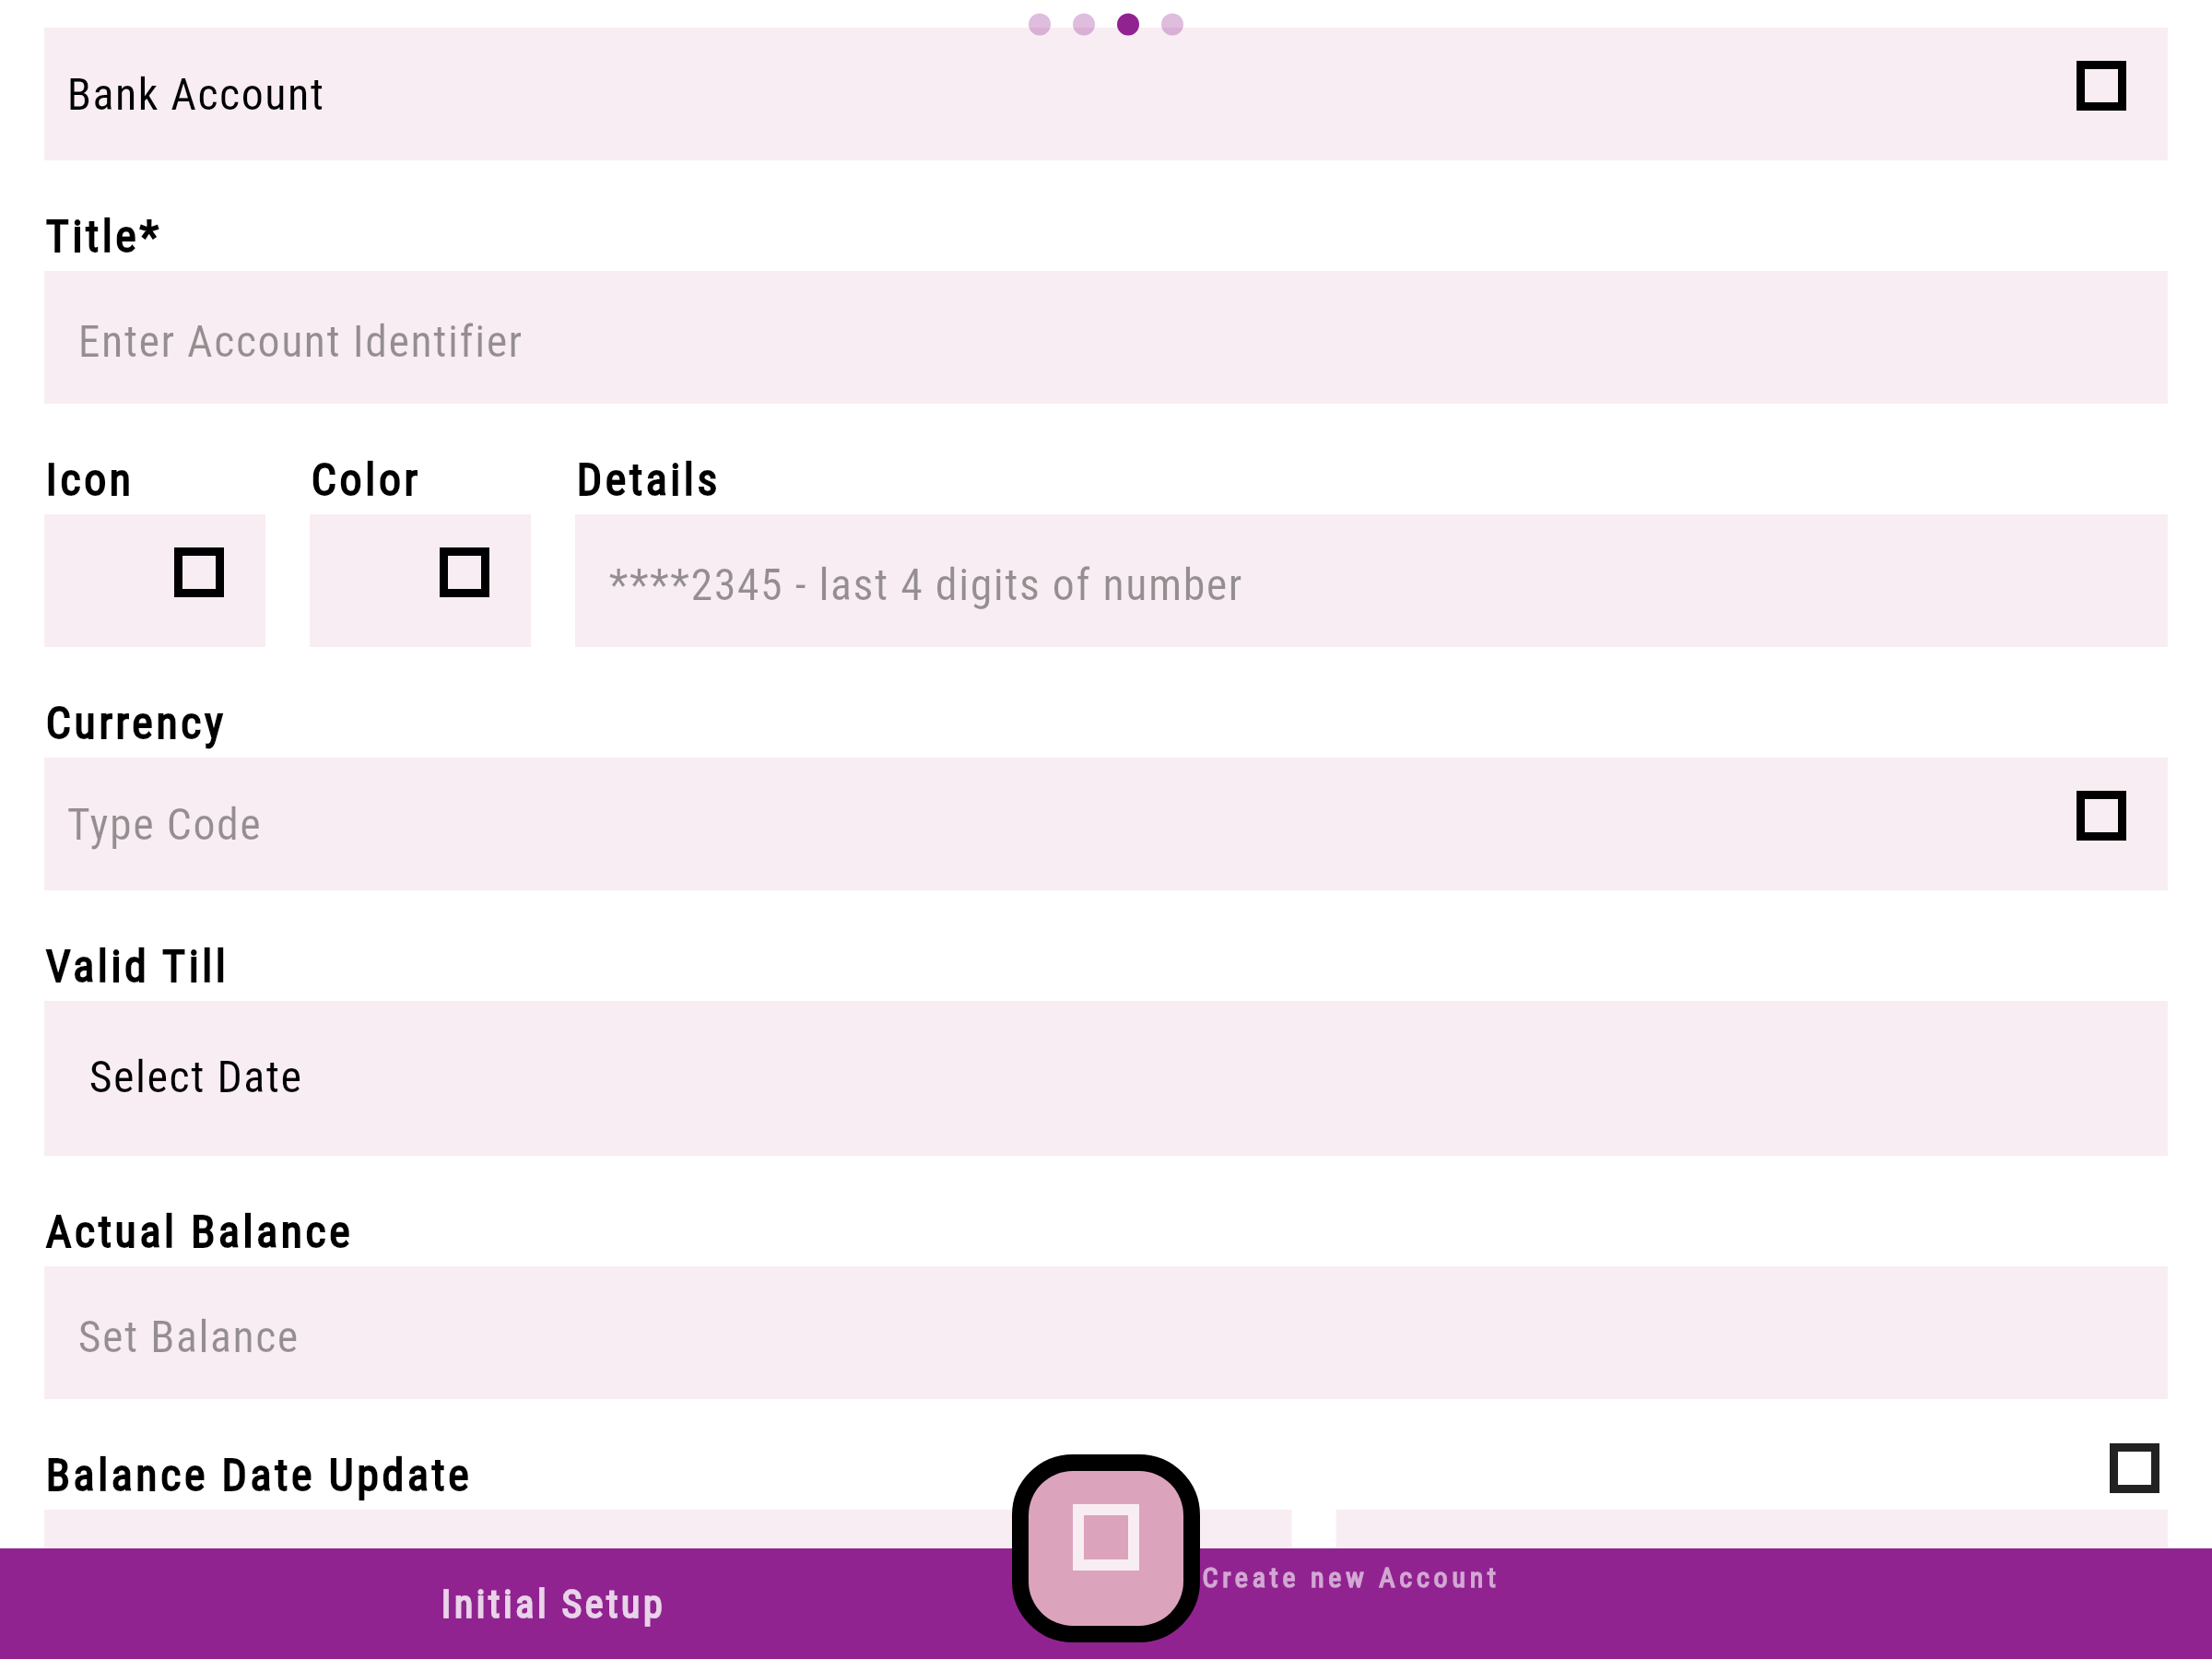 Bank Account
Title*
Enter Account Identifier
Icon Color Details
****2345 - last 4 digits of number
Currency
Type Code
Valid Till
Select Date
Actual Balance
Set Balance
Balance Date Update
Create new Account
Initial Setup